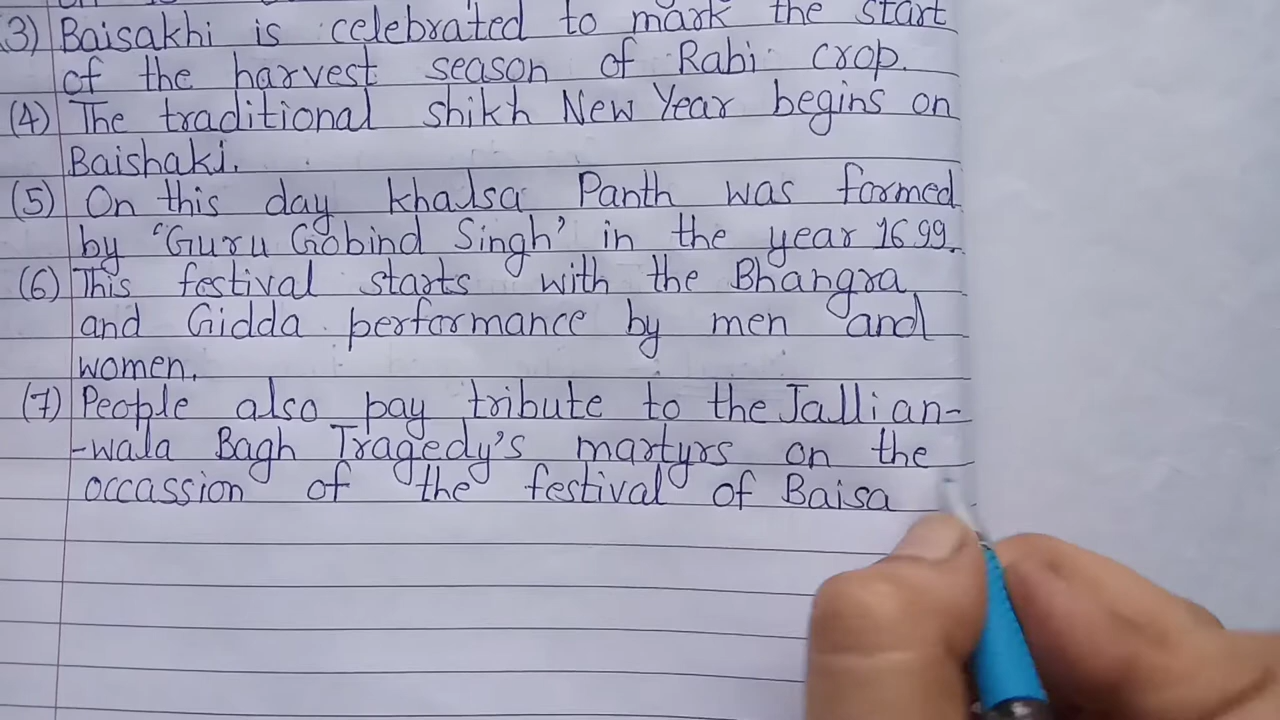 (3) Baisakhi is celebrated to mark the start
of the harvest season of Rabi crop.
(4) The traditional shikh New Year begins on
Baishaki.
(5) On this day khalsa Panth was formed
by 'Guru Gobind Singh' in the year 1699.
(6) This festival starts with the Bhangra
and Gidda performance by men and
women.
(7) People also pay tribute to the Jallian-
-wala Bagh Tragedy's martyrs on the
occassion of the festival of Baisa